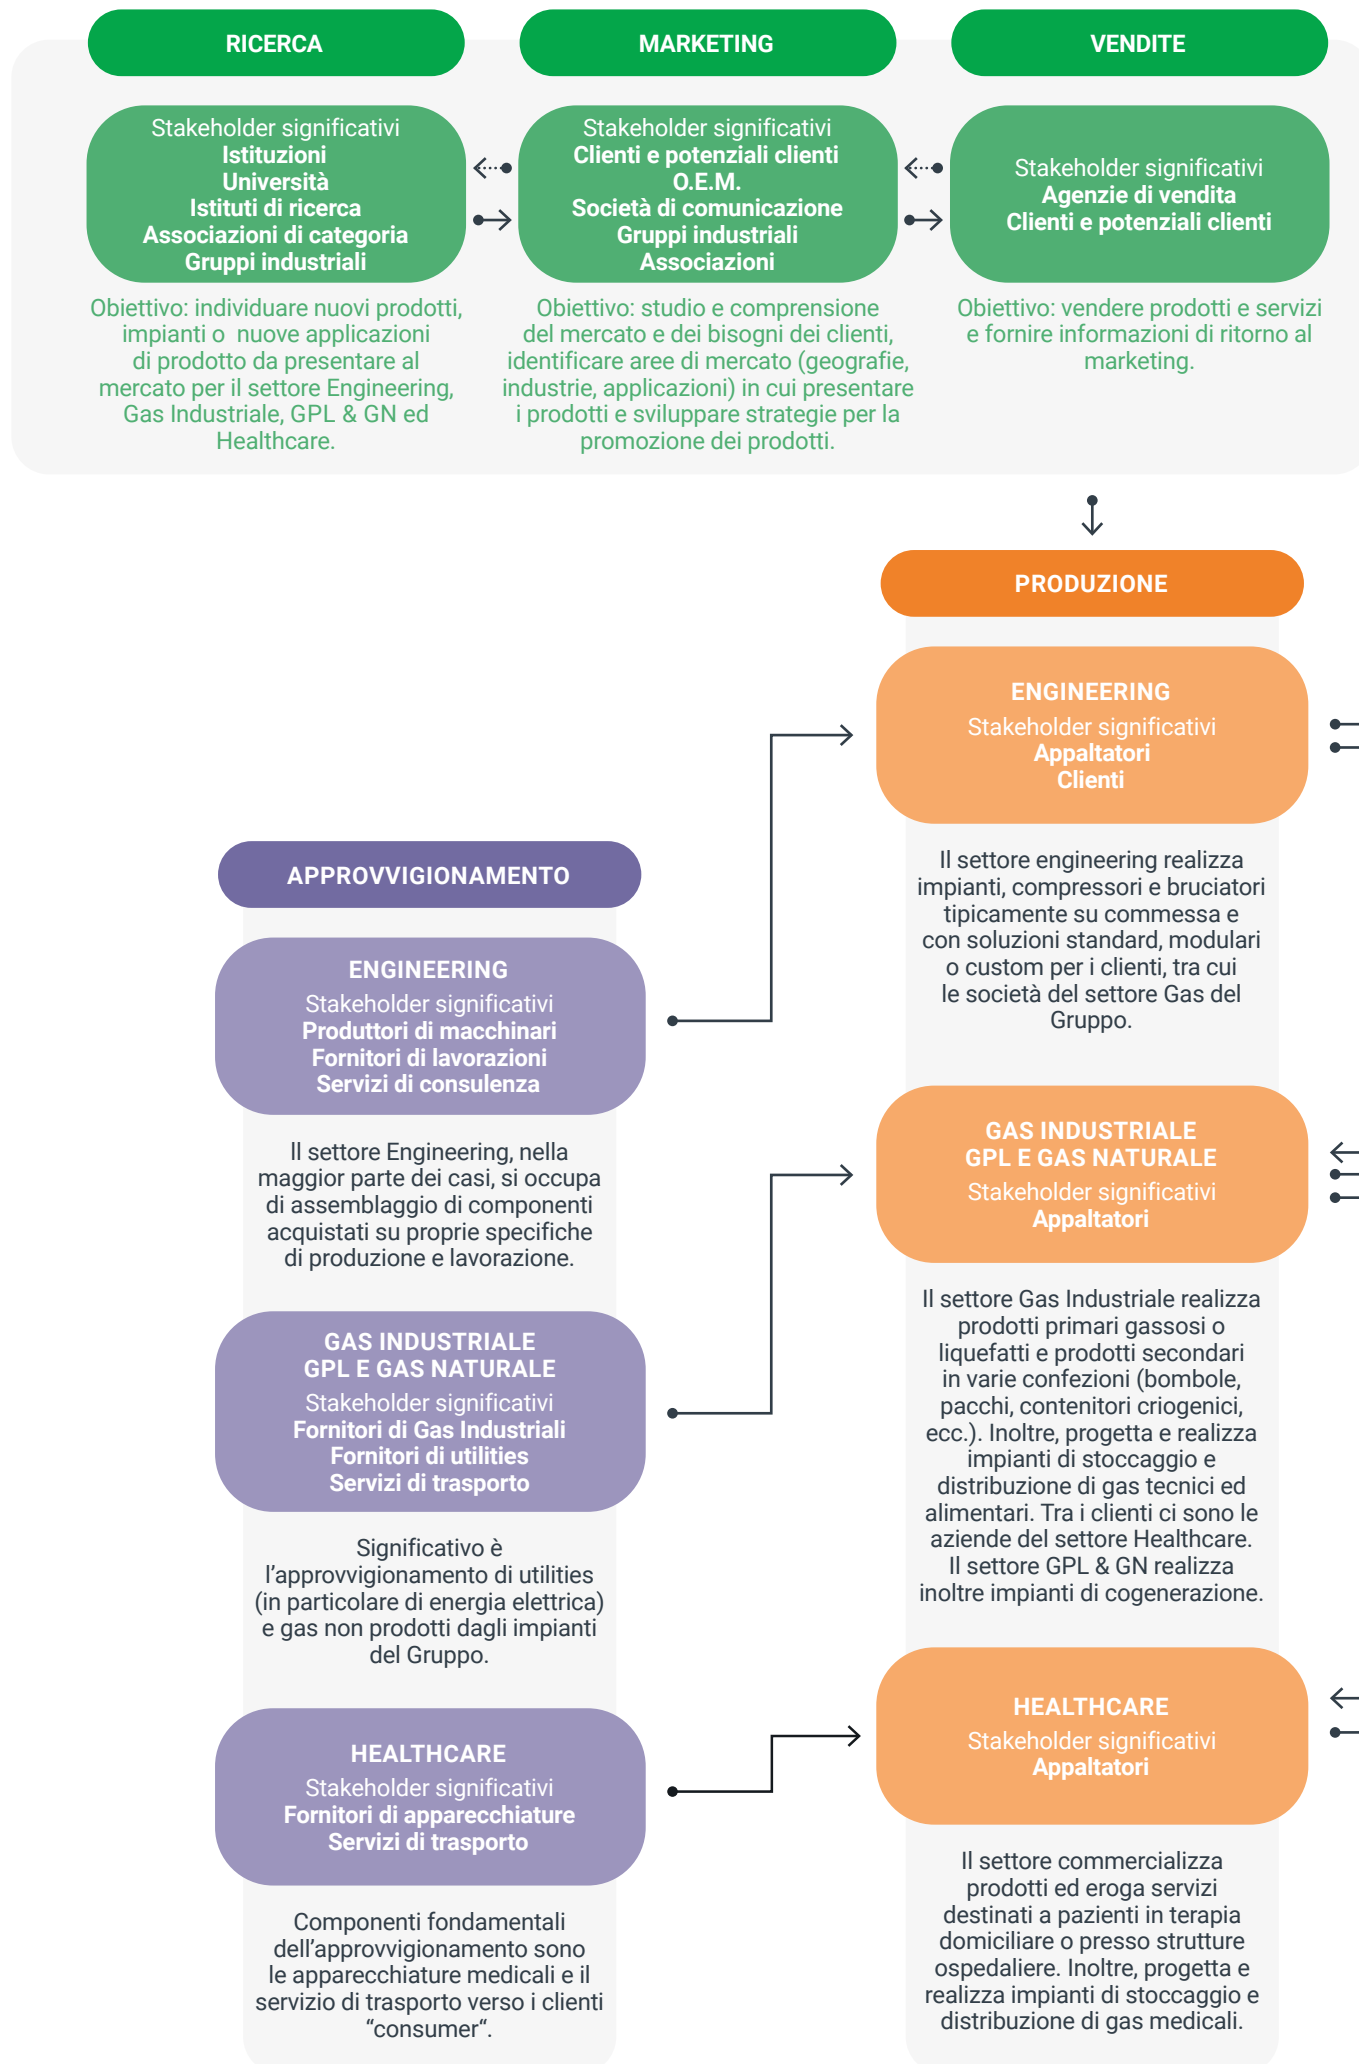 RICERCA
Stakeholder significativi
Istituzioni
Università
Istituti di ricerca
Associazioni di categoria
Gruppi industriali
Obiettivo: individuare nuovi prodotti,
impianti o nuove applicazioni
di prodotto da presentare al
mercato per il settore Engineering,
Gas Industriale, GPL & GN ed
Healthcare.
MARKETING
Stakeholder significativi
Clienti e potenziali clienti
O.E.M.
Società di comunicazione
Gruppi industriali
Associazioni
Obiettivo: studio e comprensione
del mercato e dei bisogni dei clienti,
identificare aree di mercato (geografie,
industrie, applicazioni) in cui presentare
i prodotti e sviluppare strategie per la
promozione dei prodotti.
VENDITE
Stakeholder significativi
Agenzie di vendita
Clienti e potenziali clienti
Obiettivo: vendere prodotti e servizi
e fornire informazioni di ritorno al
marketing.
APPROVVIGIONAMENTO
ENGINEERING
Stakeholder significativi
Produttori di macchinari
Fornitori di lavorazioni
Servizi di consulenza
Il settore Engineering, nella
maggior parte dei casi, si occupa
di assemblaggio di componenti
acquistati su proprie specifiche
di produzione e lavorazione.
GAS INDUSTRIALE
GPL E GAS NATURALE
Stakeholder significativi
Fornitori di Gas Industriali
Fornitori di utilities
Servizi di trasporto
Significativo è
l’approvvigionamento di utilities
(in particolare di energia elettrica)
e gas non prodotti dagli impianti
del Gruppo.
HEALTHCARE
Stakeholder significativi
Fornitori di apparecchiature
Servizi di trasporto
Componenti fondamentali
dell’approvvigionamento sono
le apparecchiature medicali e il
servizio di trasporto verso i clienti
“consumer“.
PRODUZIONE
ENGINEERING
Stakeholder significativi
Appaltatori
Clienti
Il settore engineering realizza
impianti, compressori e bruciatori
tipicamente su commessa e
con soluzioni standard, modulari
o custom per i clienti, tra cui
le società del settore Gas del
Gruppo.
GAS INDUSTRIALE
GPL E GAS NATURALE
Stakeholder significativi
Appaltatori
Il settore Gas Industriale realizza
prodotti primari gassosi o
liquefatti e prodotti secondari
in varie confezioni (bombole,
pacchi, contenitori criogenici,
ecc.). Inoltre, progetta e realizza
impianti di stoccaggio e
distribuzione di gas tecnici ed
alimentari. Tra i clienti ci sono le
aziende del settore Healthcare.
Il settore GPL & GN realizza
inoltre impianti di cogenerazione.
HEALTHCARE
Stakeholder significativi
Appaltatori
Il settore commercializza
prodotti ed eroga servizi
destinati a pazienti in terapia
domiciliare o presso strutture
ospedaliere. Inoltre, progetta e
realizza impianti di stoccaggio e
distribuzione di gas medicali.